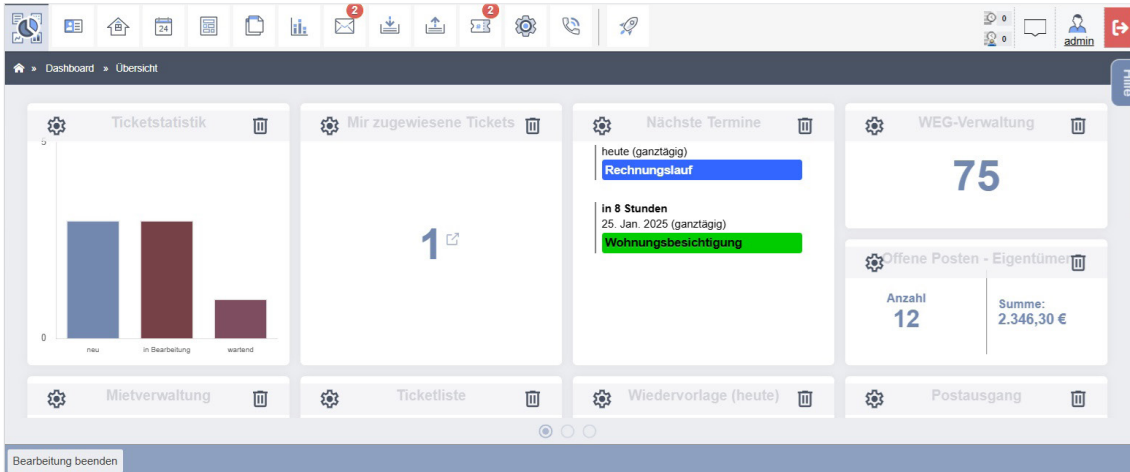 24
2
2
0
0
admin
» Dashboard » Übersicht
Hilfe
Ticketstatistik
5
0
neu
in Bearbeitung
wartend
Mir zugewiesene Tickets
1
Nächste Termine
heute (ganztägig)
Rechnungslauf
in 8 Stunden
25. Jan. 2025 (ganztägig)
Wohnungsbesichtigung
WEG-Verwaltung
75
Offene Posten - Eigentümer
Anzahl
12
Summe:
2.346,30 €
Mietverwaltung
Ticketliste
Wiedervorlage (heute)
Postausgang
Bearbeitung beenden